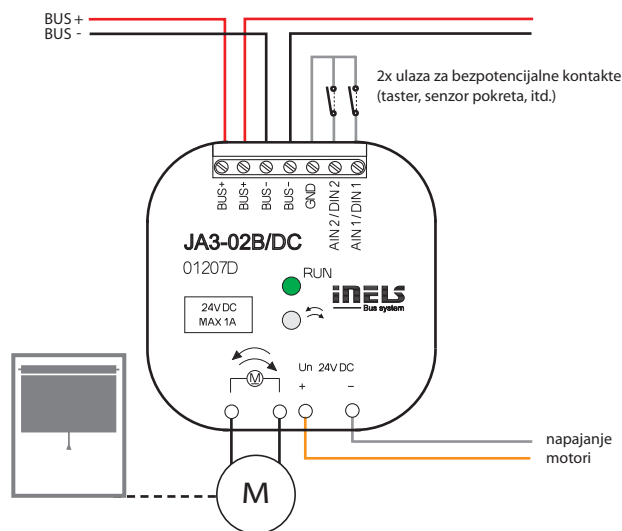 BUS +
BUS -
2x ulaza za bezpotencijalne kontakte
(taster, senzor pokreta, itd.)
BUS+
BUS+
BUS-
BUS-
GND
AIN 2 / DIN 2
AIN 1 / DIN 1
JA3-02B/DC
01207D
RUN
24V DC
MAX 1A
iNELS
Bus system
M
Un 24V DC
+ −
napajanje
motori
M